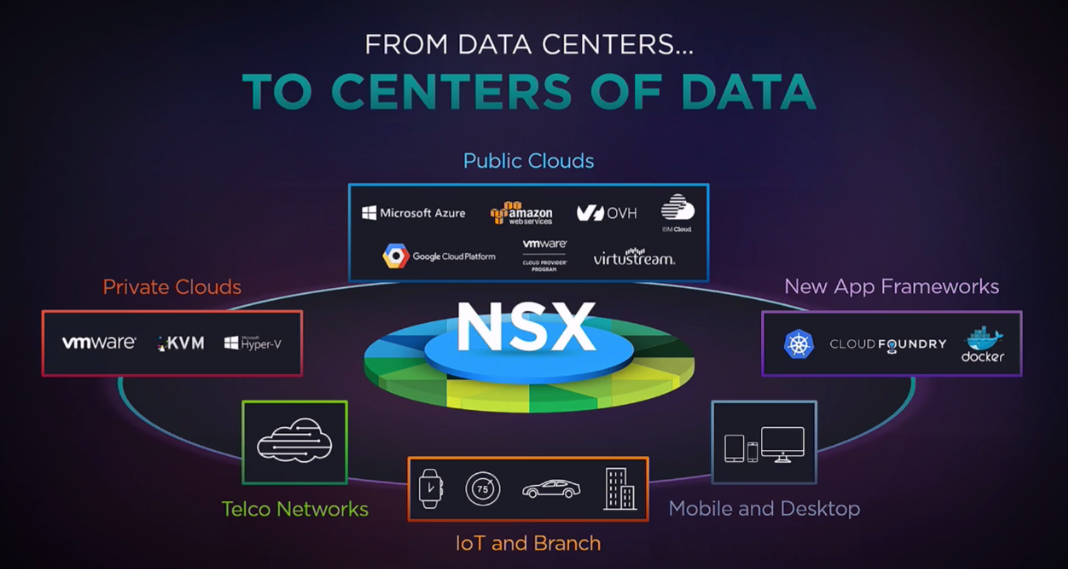 FROM DATA CENTERS...
TO CENTERS OF DATA
Public Clouds
Microsoft Azure
amazon
web services
OVH
IBM Cloud
Google Cloud Platform
vmware®
CLOUD PROVIDER™
PROGRAM
virtustream®
Private Clouds
vmware®
KVM
Microsoft
Hyper-V
NSX
New App Frameworks
CLOUD FOUNDRY
docker
Telco Networks
75
IoT and Branch
Mobile and Desktop